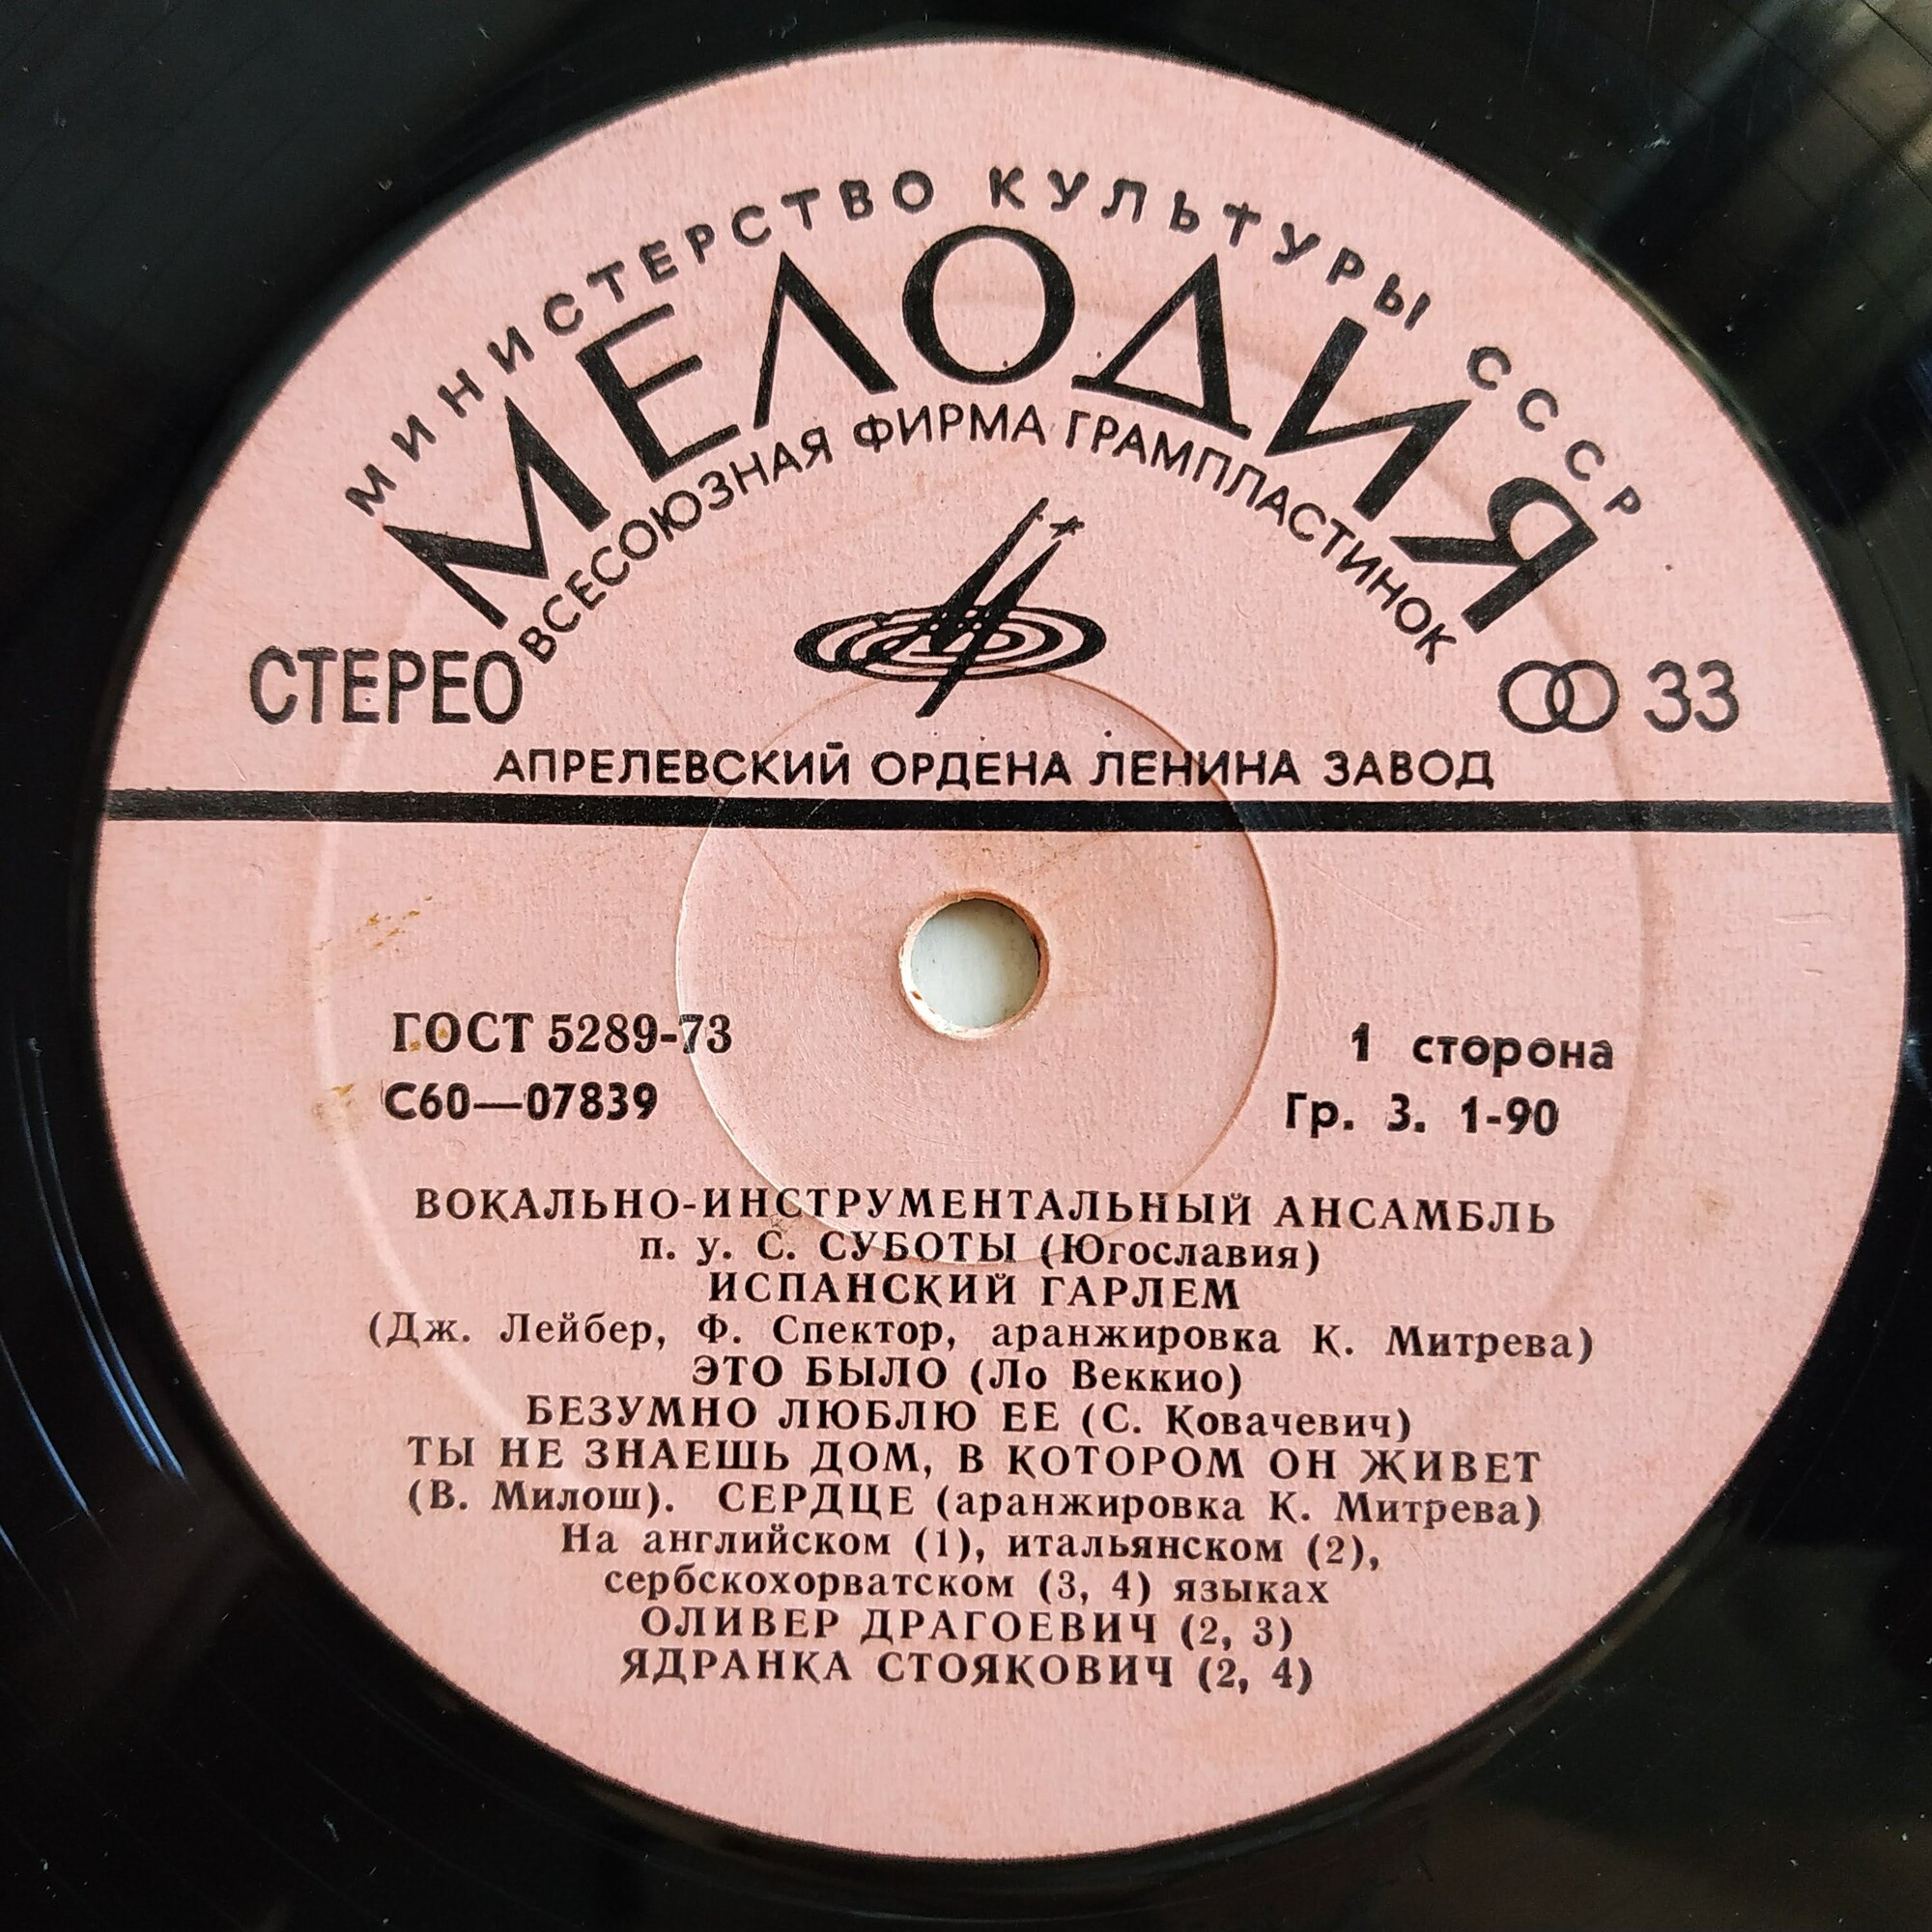 МИНИСТЕРСТВО КУЛЬТУРЫ СССР
МЕЛОДИЯ
ВСЕСОЮЗНАЯ ФИРМА ГРАМПЛАСТИНОК
СТЕРЕО 33
АПРЕЛЕВСКИЙ ОРДЕНА ЛЕНИНА ЗАВОД
ГОСТ 5289-73
1 сторона
С60—07839
Гр. 3. 1-90
ВОКАЛЬНО-ИНСТРУМЕНТАЛЬНЫЙ АНСАМБЛЬ
п. у. С. СУБОТЫ (Югославия)
ИСПАНСКИЙ ГАРЛЕМ
(Дж. Лейбер, Ф. Спектор, аранжировка К. Митрева)
ЭТО БЫЛО (Ло Веккио)
БЕЗУМНО ЛЮБЛЮ ЕЕ (С. Ковачевич)
ТЫ НЕ ЗНАЕШЬ ДОМ, В КОТОРОМ ОН ЖИВЕТ
(В. Милош). СЕРДЦЕ (аранжировка К. Митрева)
На английском (1), итальянском (2),
сербскохорватском (3, 4) языках
ОЛИВЕР ДРАГОЕВИЧ (2, 3)
ЯДРАНКА СТОЯКОВИЧ (2, 4)